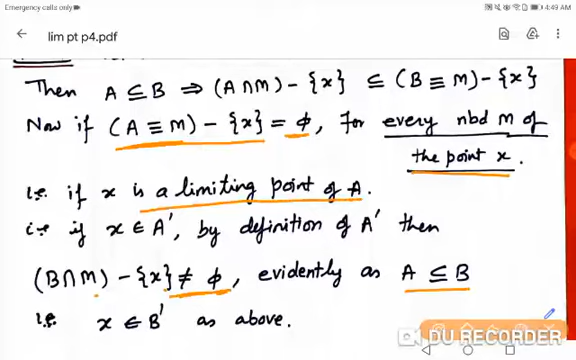 Emergency calls only
4:49 AM
lim pt p4.pdf
Then A ⊆ B ⇒ (A ∩ M) - {x} ⊆ (B ≡ M) - {x}
Now if (A ≡ M) - {x} = φ, for every nbd M of
the point x.
i.e. if x is a limiting point of A.
i.e. if x ∈ A', by definition of A' then
(B ∩ M) - {x} ≠ φ, evidently as A ⊆ B
i.e. x ∈ B' as above.
DU RECORDER